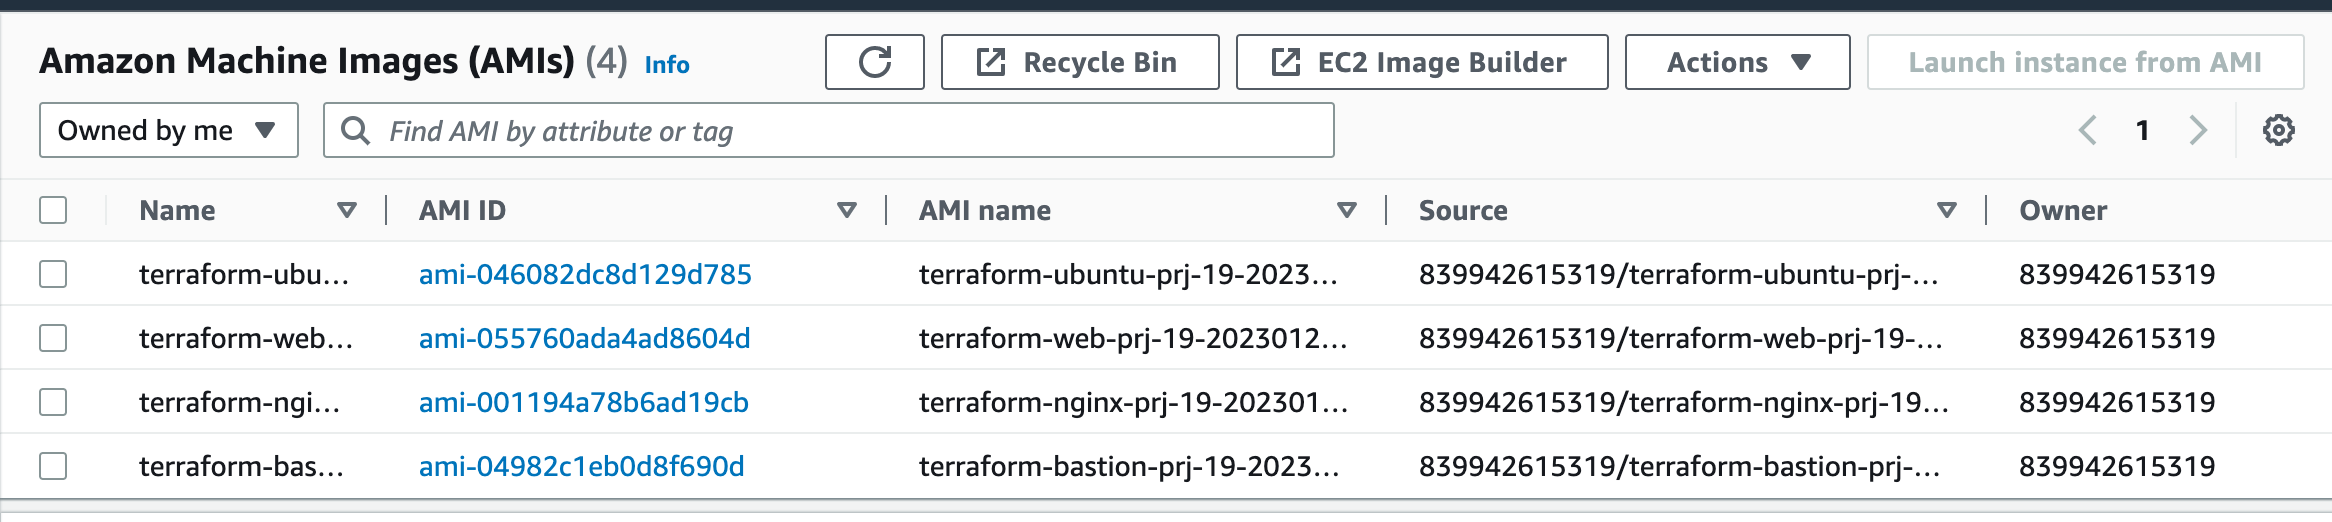 Amazon Machine Images (AMIs) (4) Info Recycle Bin EC2 Image Builder Actions Launch instance from AMI
Owned by me Find AMI by attribute or tag 1
Name AMI ID AMI name Source Owner
terraform-ubu... ami-046082dc8d129d785 terraform-ubuntu-prj-19-2023... 839942615319/terraform-ubuntu-prj-... 839942615319
terraform-web... ami-055760ada4ad8604d terraform-web-prj-19-2023012... 839942615319/terraform-web-prj-19-... 839942615319
terraform-ngi... ami-001194a78b6ad19cb terraform-nginx-prj-19-202301... 839942615319/terraform-nginx-prj-19... 839942615319
terraform-bas... ami-04982c1eb0d8f690d terraform-bastion-prj-19-2023... 839942615319/terraform-bastion-prj-... 839942615319